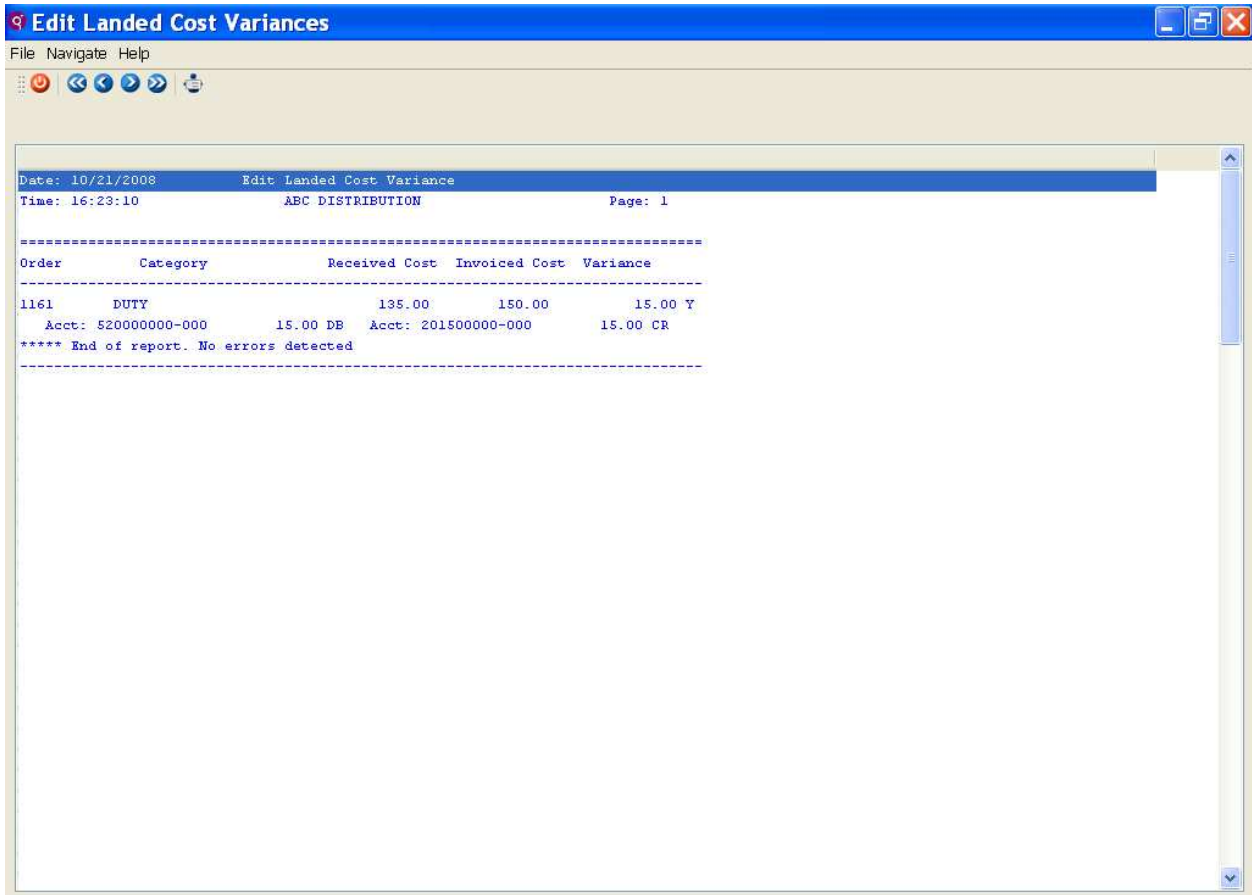 Edit Landed Cost Variances
File Navigate Help
Date: 10/21/2008 Edit Landed Cost Variance
Time: 16:23:10 ABC DISTRIBUTION Page: 1
================================================================================
Order Category Received Cost Invoiced Cost Variance
--------------------------------------------------------------------------------
1161 DUTY 135.00 150.00 15.00 Y
Acct: 520000000-000 15.00 DB Acct: 201500000-000 15.00 CR
***** End of report. No errors detected
--------------------------------------------------------------------------------